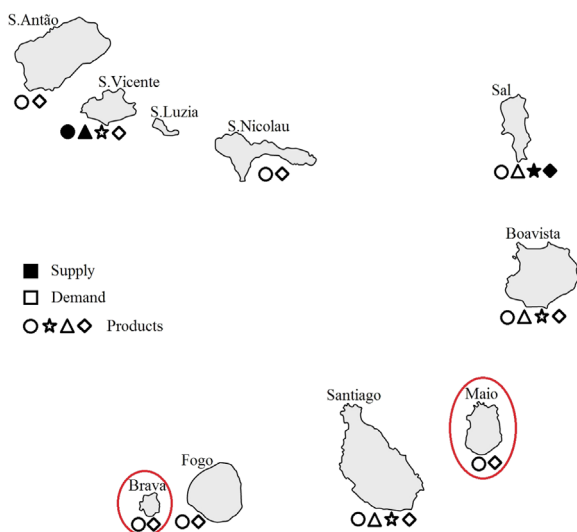 S.Antão
S.Vicente
S.Luzia
S.Nicolau
Sal
Boavista
Supply
Demand
Products
Santiago
Maio
Fogo
Brava